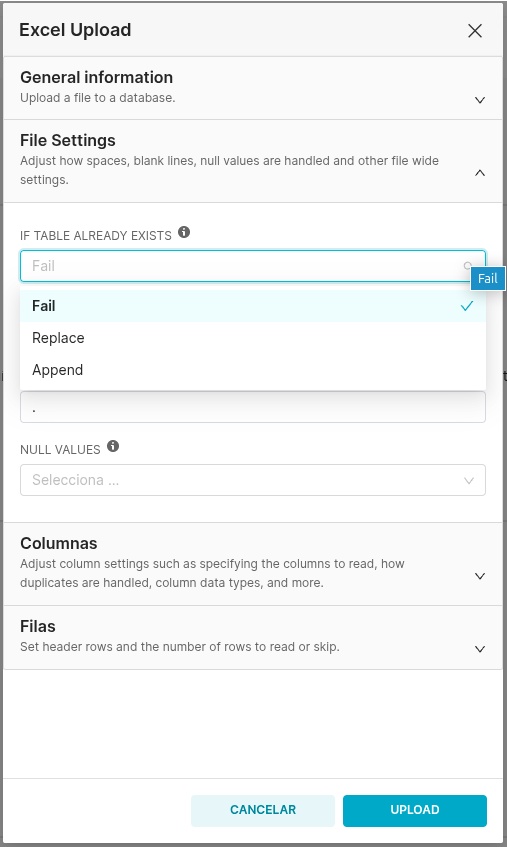 Excel Upload
General information
Upload a file to a database.
File Settings
Adjust how spaces, blank lines, null values are handled and other file wide
settings.
IF TABLE ALREADY EXISTS
Fail
Fail
Fail
Replace
Append
.
NULL VALUES
Selecciona ...
Columnas
Adjust column settings such as specifying the columns to read, how
duplicates are handled, column data types, and more.
Filas
Set header rows and the number of rows to read or skip.
CANCELAR
UPLOAD